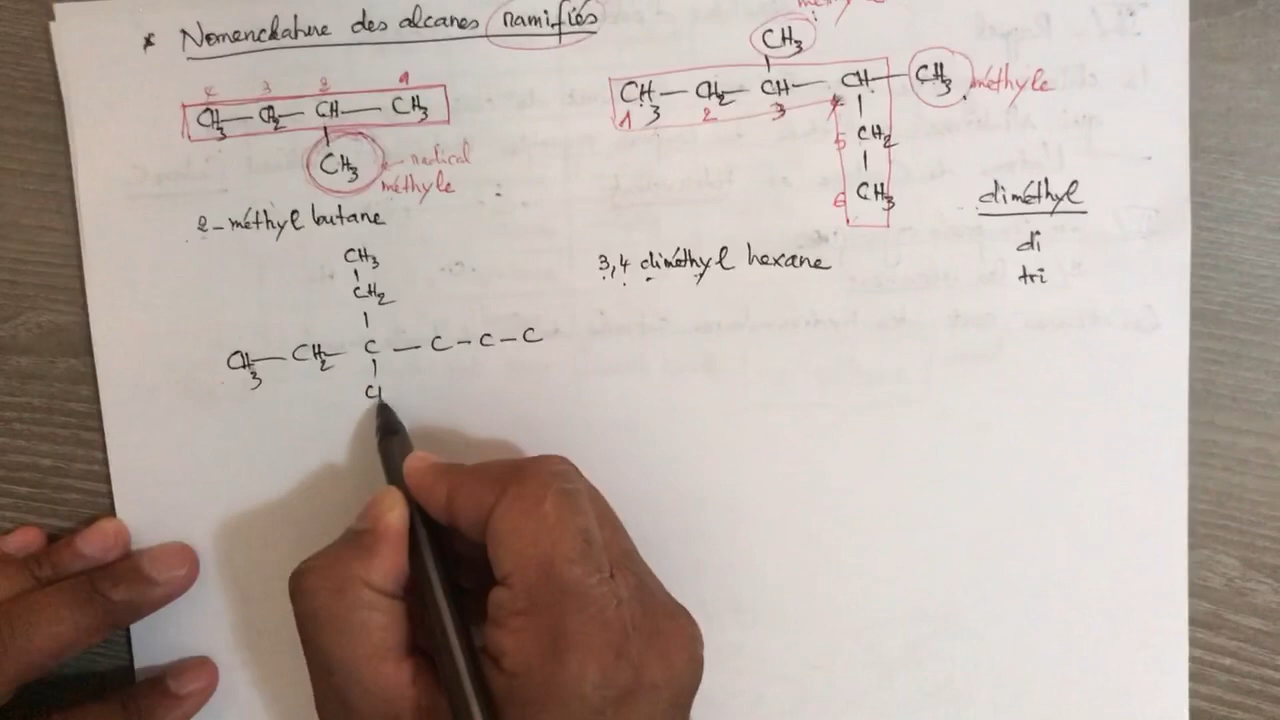 * Nomenclature des alcanes ramifiés
4 3 2 1
CH3 — CH2 — CH — CH3
CH3
radical
méthyle
2-méthyl butane
CH3
CH3 — CH2 — CH — CH — CH3 méthyle
1 2 3 4
5 CH2
6 CH3
3,4 diméthyl hexane
diméthyl
di
tri
CH3
CH2
CH3 — CH2 — C — C — C — C
C